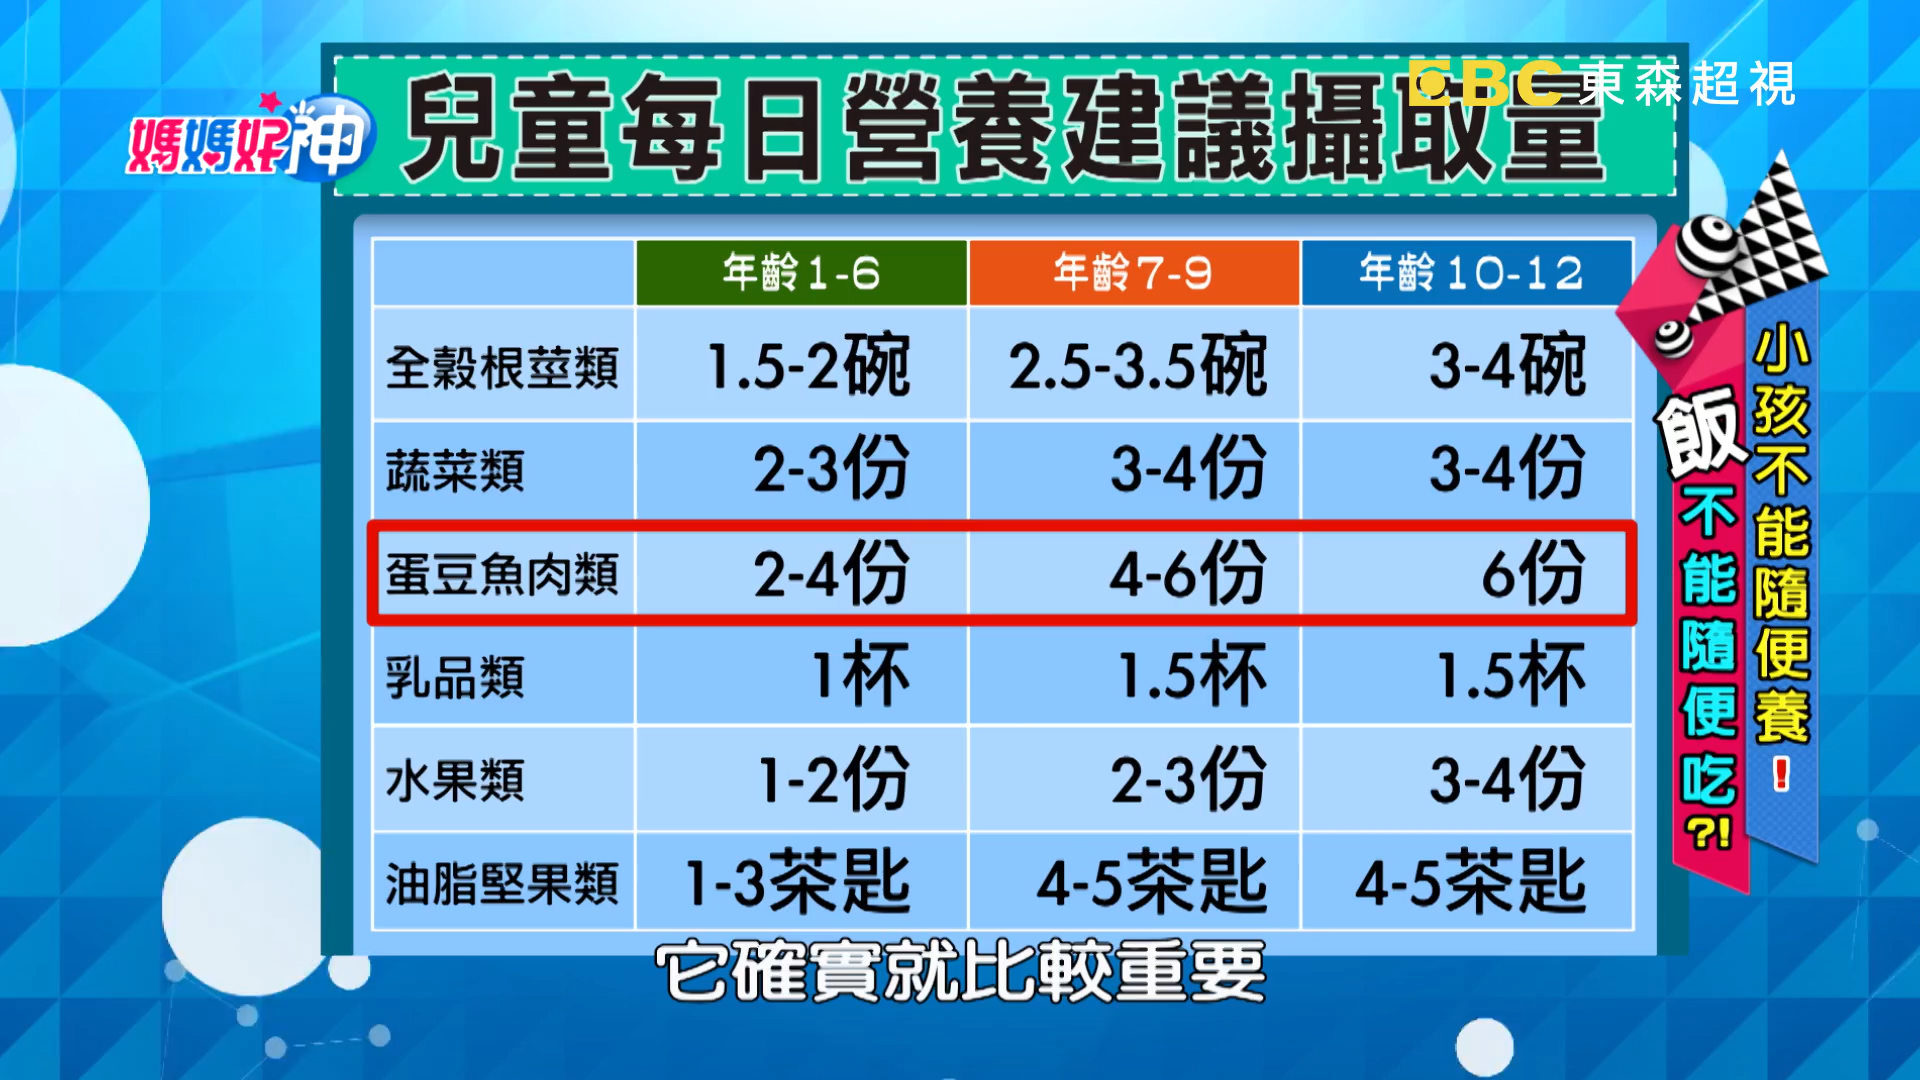 媽媽好神
兒童每日營養建議攝取量
EBC 東森超視
年齡1-6 年齡7-9 年齡10-12
全穀根莖類 1.5-2碗 2.5-3.5碗 3-4碗
蔬菜類 2-3份 3-4份 3-4份
蛋豆魚肉類 2-4份 4-6份 6份
乳品類 1杯 1.5杯 1.5杯
水果類 1-2份 2-3份 3-4份
油脂堅果類 1-3茶匙 4-5茶匙 4-5茶匙
小孩不能隨便養!
飯不能隨便吃?!
它確實就比較重要